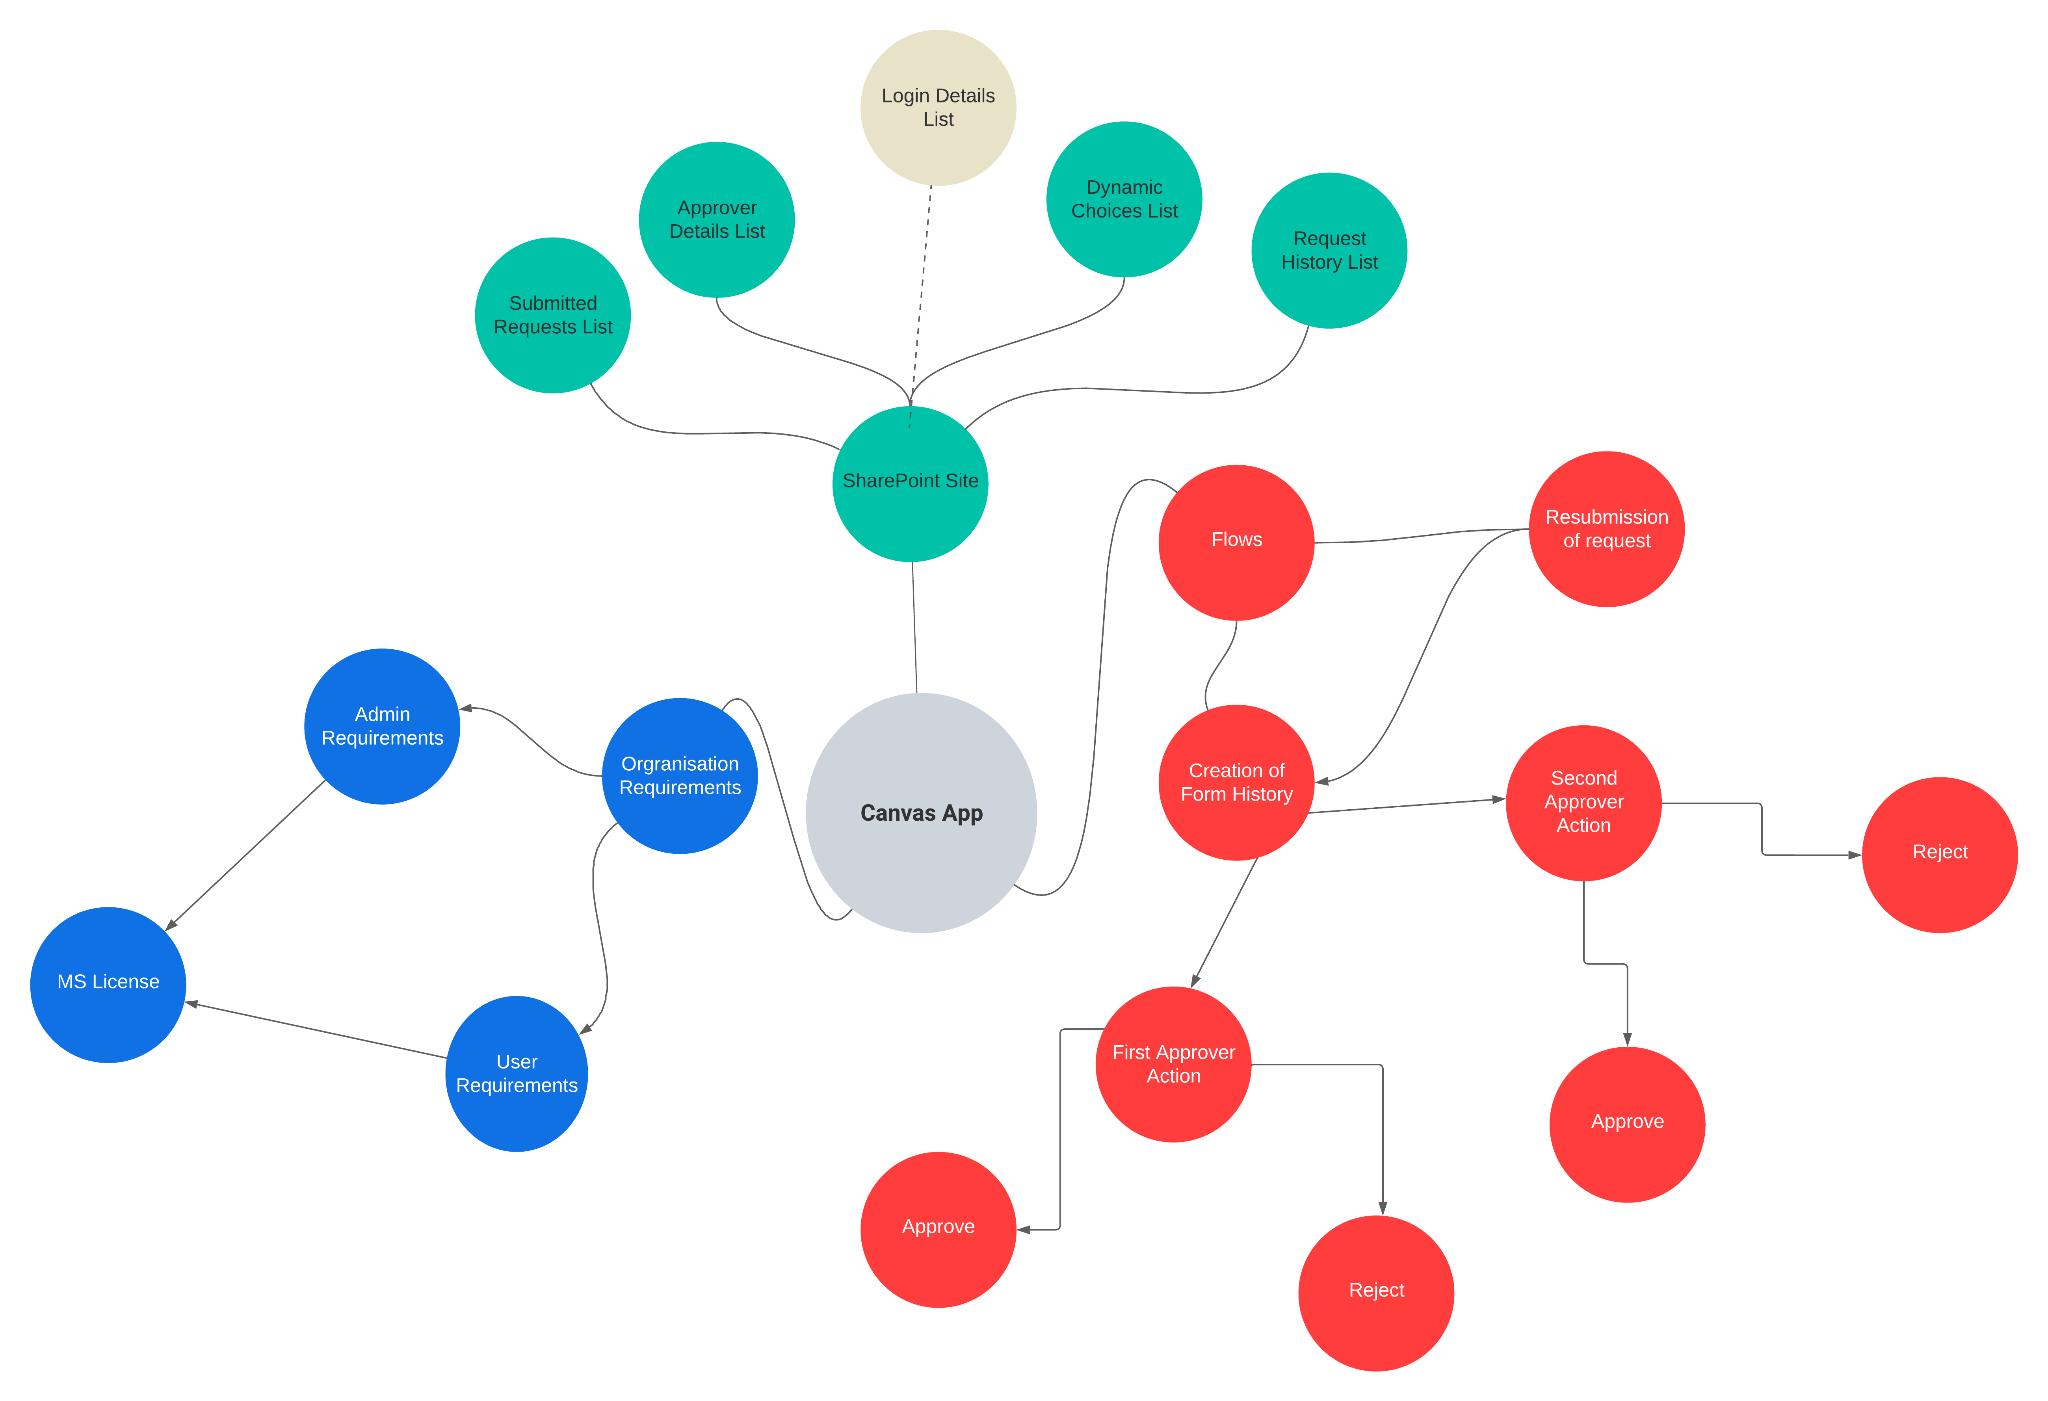 Login Details
List
Dynamic
Choices List
Approver
Details List
Request
History List
Submitted
Requests List
SharePoint Site
Flows
Resubmission
of request
Admin
Requirements
Orgranisation
Requirements
Canvas App
Creation of
Form History
Second
Approver
Action
Reject
MS License
User
Requirements
First Approver
Action
Approve
Approve
Reject